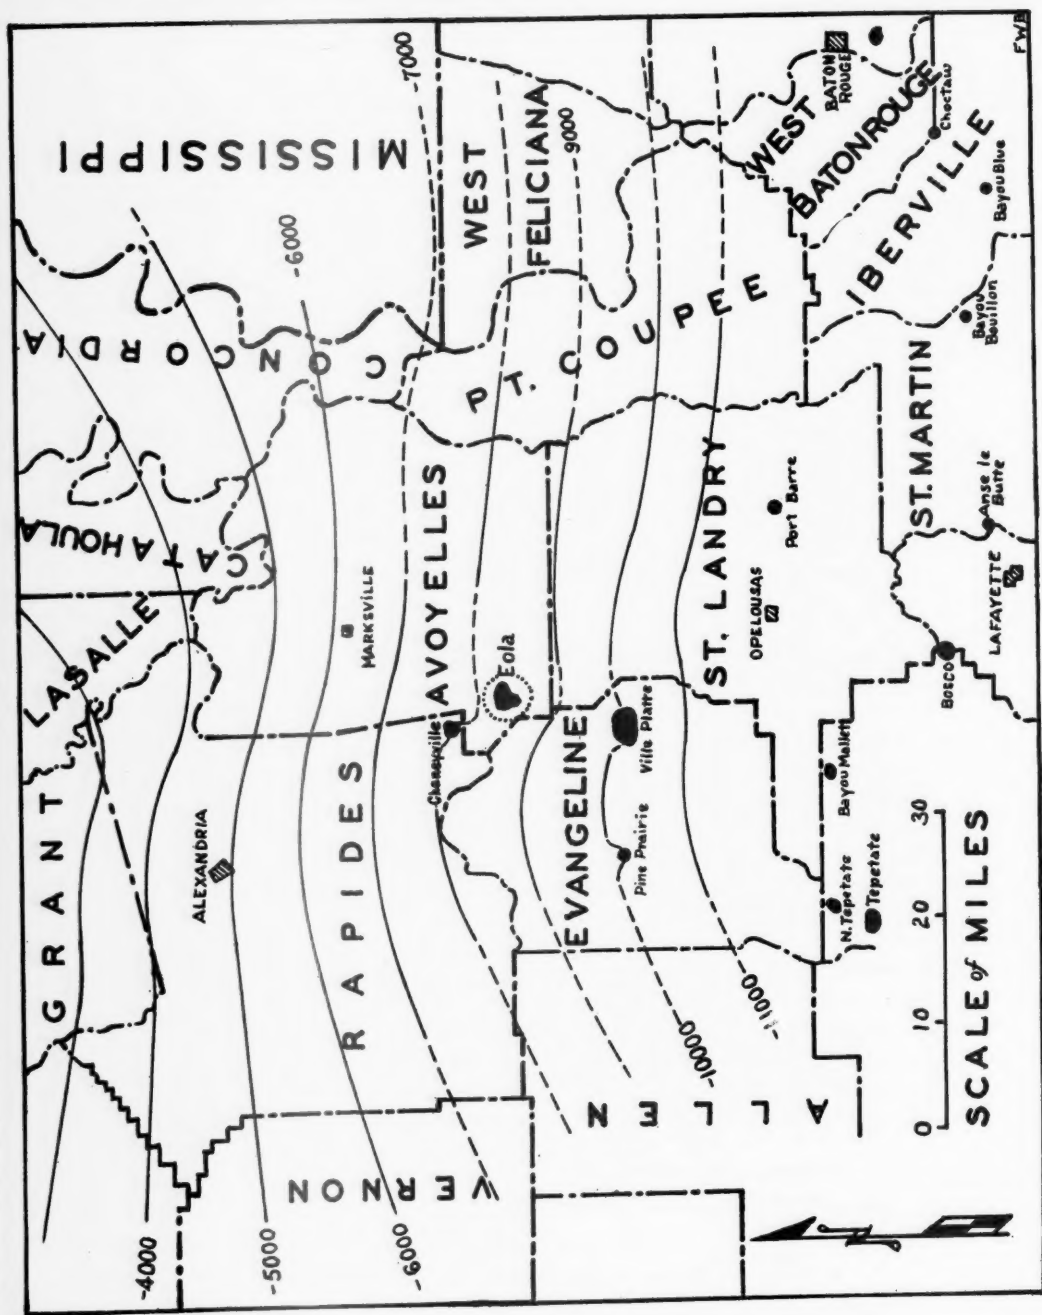 GRANT
LASALLE
CATAHOULA
CONCORDIA
MISSISSIPPI
ALEXANDRIA
RAPIDES
MARKSVILLE
AVOYELLES
Eola
WEST
FELICIANA
PT. COUPEE
VERNON
ALLEN
EVANGELINE
Pine Prairie
Ville Platte
ST. LANDRY
OPELOUSAS
Port Barre
WEST
BATON ROUGE
BATON
ROUGE
IBERVILLE
Choctaw
Bayou Blue
Bayou
Bouillon
ST. MARTIN
Anse le
Butte
LAFAYETTE
BOSCO
Bayou Mallett
N. Tepetate
Tepetate
-4000
-5000
-6000
-6000
-7000
-9000
-10000
-11000
0 10 20 30
SCALE of MILES
N
FWB